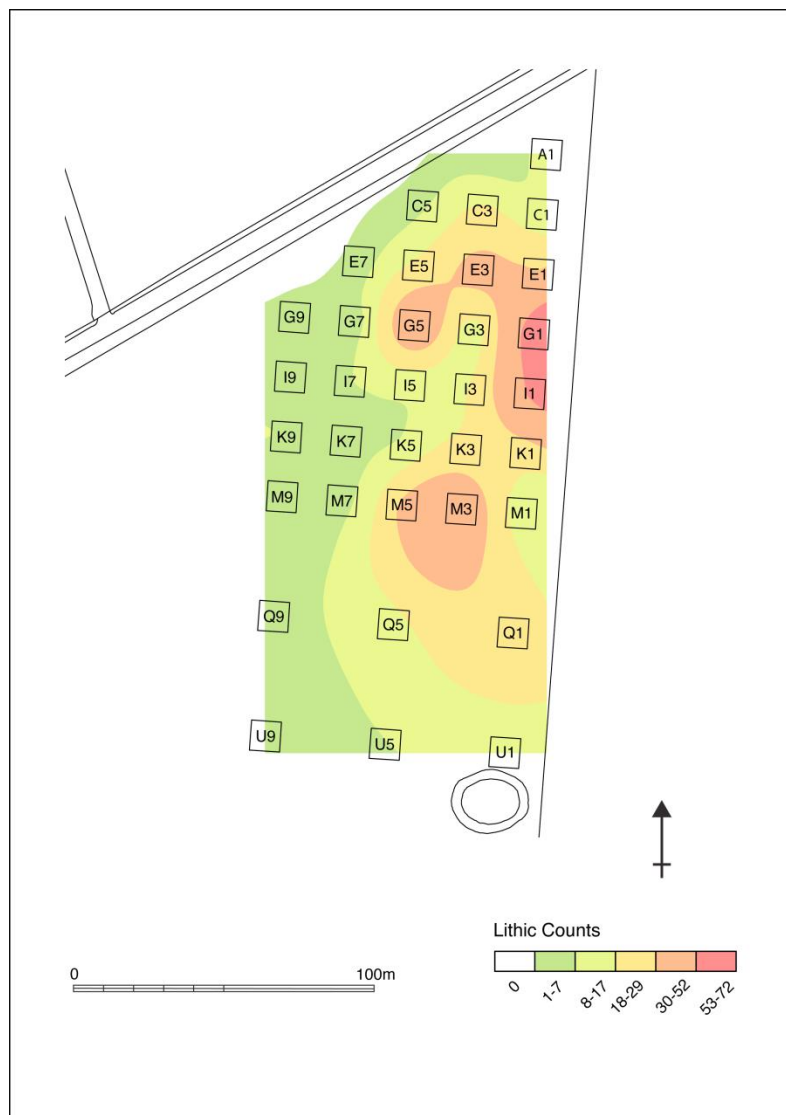 A1
C5 C3 C1
E7 E5 E3 E1
G9 G7 G5 G3 G1
I9 I7 I5 I3 I1
K9 K7 K5 K3 K1
M9 M7 M5 M3 M1
Q9 Q5 Q1
U9 U5 U1
Lithic Counts
0 100m
0 1-7 8-17 18-29 30-52 53-72